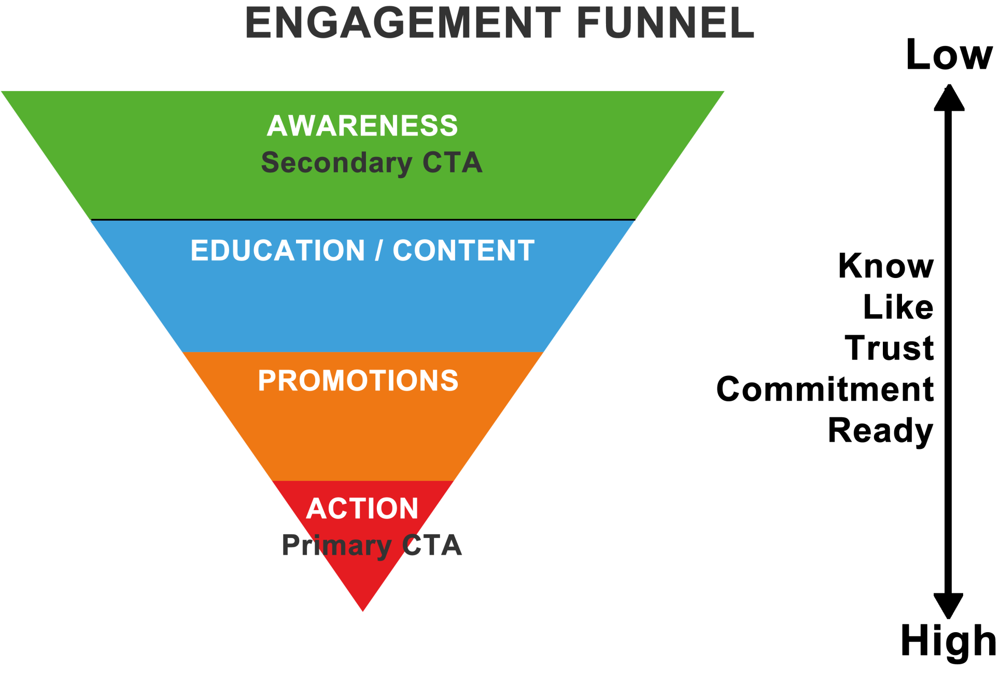 ENGAGEMENT FUNNEL
Low
AWARENESS
Secondary CTA
EDUCATION / CONTENT
Know
Like
Trust
PROMOTIONS
Commitment
Ready
ACTION
Primary CTA
High